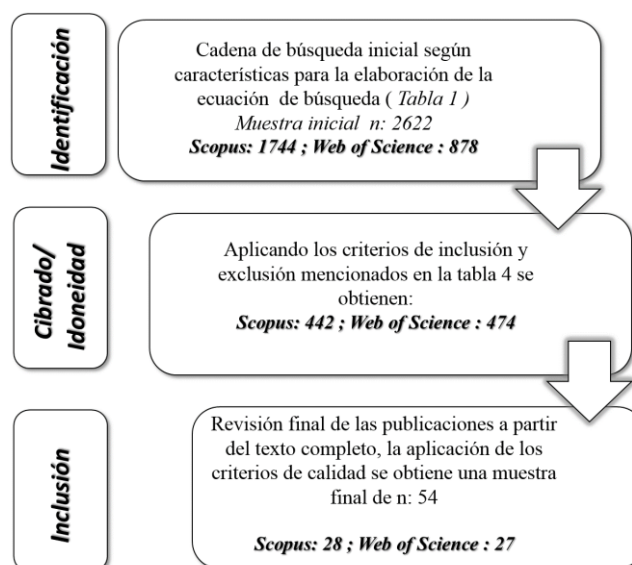 Identificación
Cadena de búsqueda inicial según
características para la elaboración de la
ecuación de búsqueda ( Tabla 1 )
Muestra inicial n: 2622
Scopus: 1744 ; Web of Science : 878
Cibrado/
Idoneidad
Aplicando los criterios de inclusión y
exclusión mencionados en la tabla 4 se
obtienen:
Scopus: 442 ; Web of Science : 474
Inclusión
Revisión final de las publicaciones a partir
del texto completo, la aplicación de los
criterios de calidad se obtiene una muestra
final de n: 54
Scopus: 28 ; Web of Science : 27